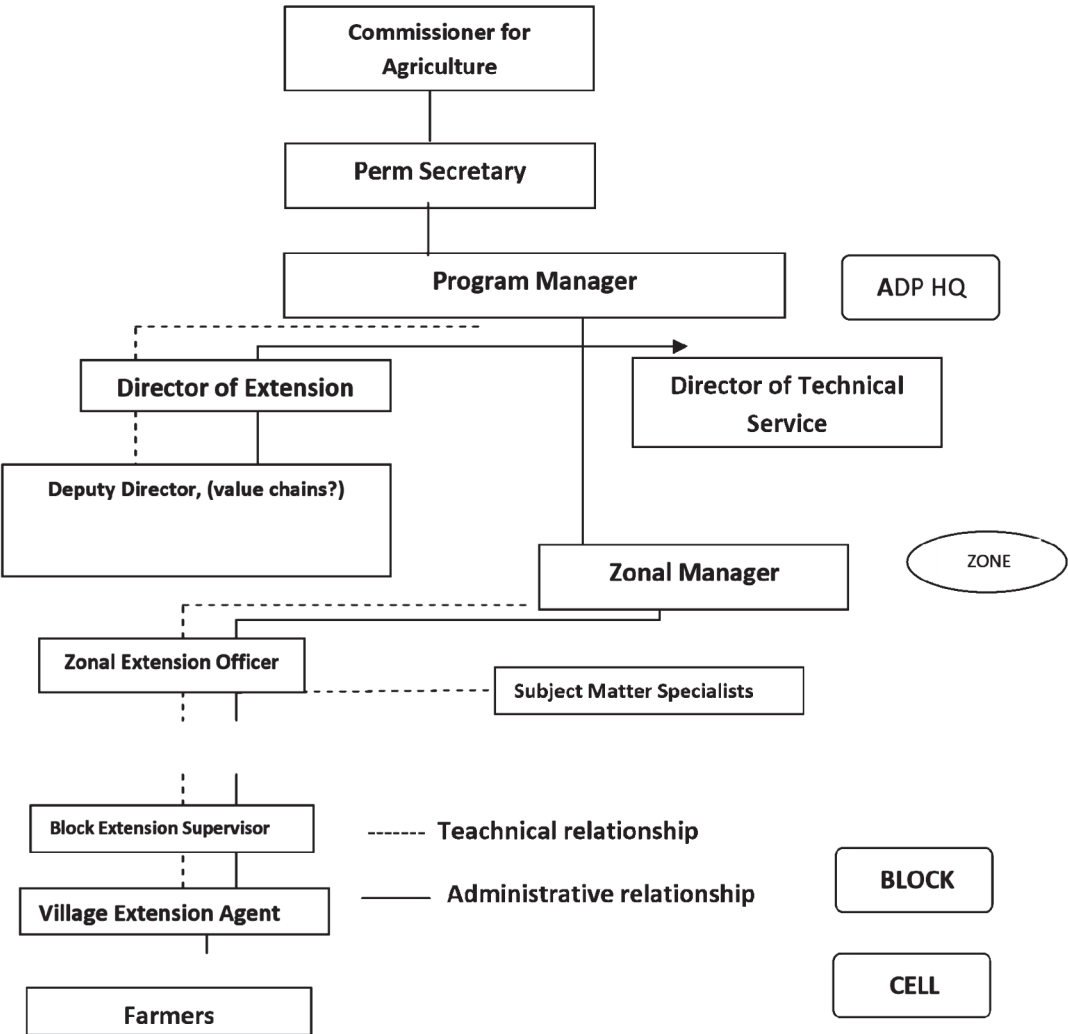 Commissioner for
Agriculture
Perm Secretary
Program Manager
ADP HQ
Director of Extension
Director of Technical
Service
Deputy Director, (value chains?)
Zonal Manager
ZONE
Zonal Extension Officer
Subject Matter Specialists
Block Extension Supervisor
Teachnical relationship
Administrative relationship
BLOCK
Village Extension Agent
CELL
Farmers